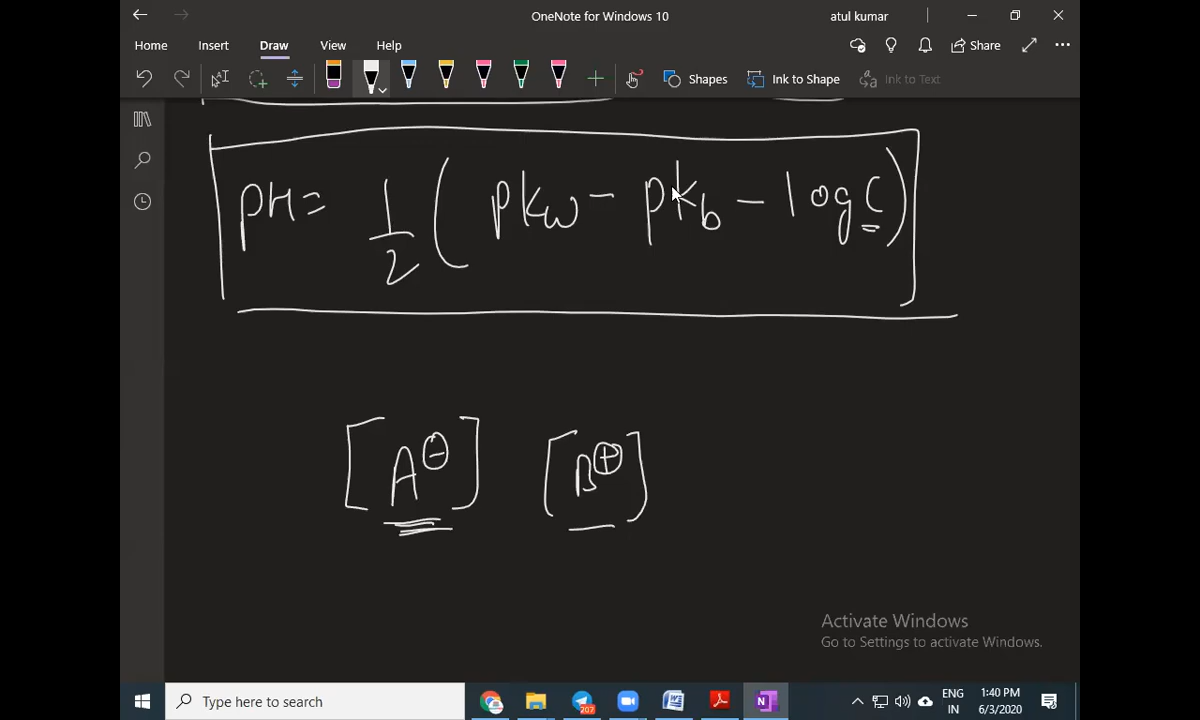 OneNote for Windows 10
atul kumar
Home Insert Draw View Help
Share
Shapes
Ink to Shape
Ink to Text
pH = 1/2 ( pkw - pkb - log c )
[ A⊖ ] [ B⊕ ]
Activate Windows
Go to Settings to activate Windows.
Type here to search
207
ENG
IN
1:40 PM
6/3/2020